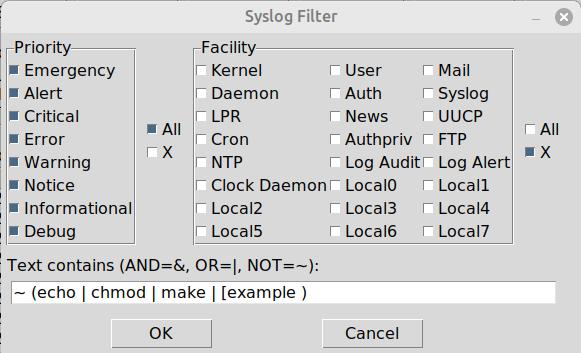 Syslog Filter
Priority Facility
Emergency Kernel User Mail
Alert Daemon Auth Syslog
Critical LPR News UUCP
All All
Error Cron Authpriv FTP
X X
Warning NTP Log Audit Log Alert
Notice Clock Daemon Local0 Local1
Informational Local2 Local3 Local4
Debug Local5 Local6 Local7
Text contains (AND=&, OR=|, NOT=~):
~ (echo | chmod | make | [example )
OK Cancel